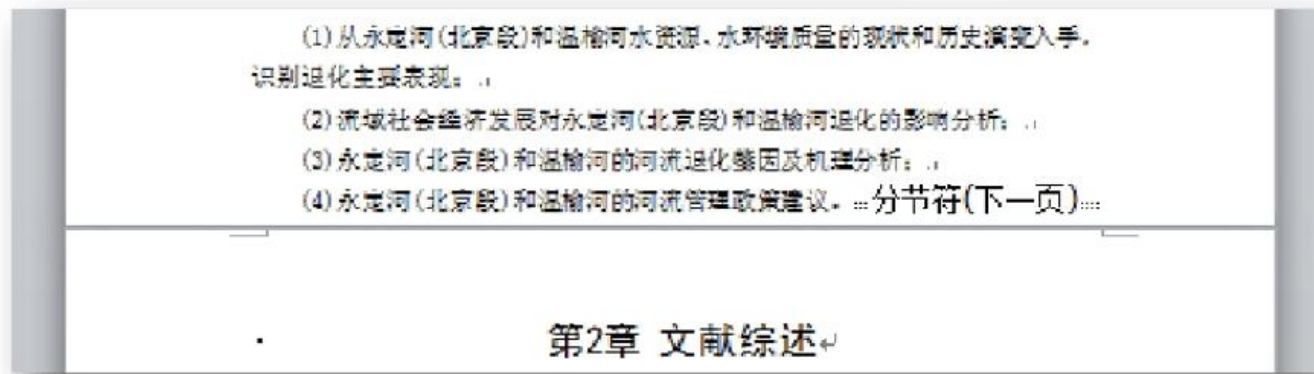 (1)从永定河(北京段)和温榆河水资源、水环境质量的现状和历史演变入手，
识别退化主要表现；
(2)流域社会经济发展对永定河(北京段)和温榆河退化的影响分析；
(3)永定河(北京段)和温榆河的河流退化诱因及机理分析；
(4)永定河(北京段)和温榆河的河流管理政策建议。分节符(下一页)
第2章 文献综述